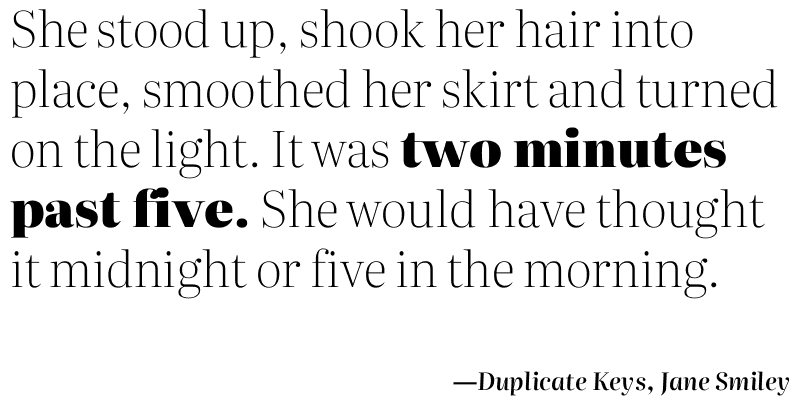 She stood up, shook her hair into
place, smoothed her skirt and turned
on the light. It was two minutes
past five. She would have thought
it midnight or five in the morning.
—Duplicate Keys, Jane Smiley